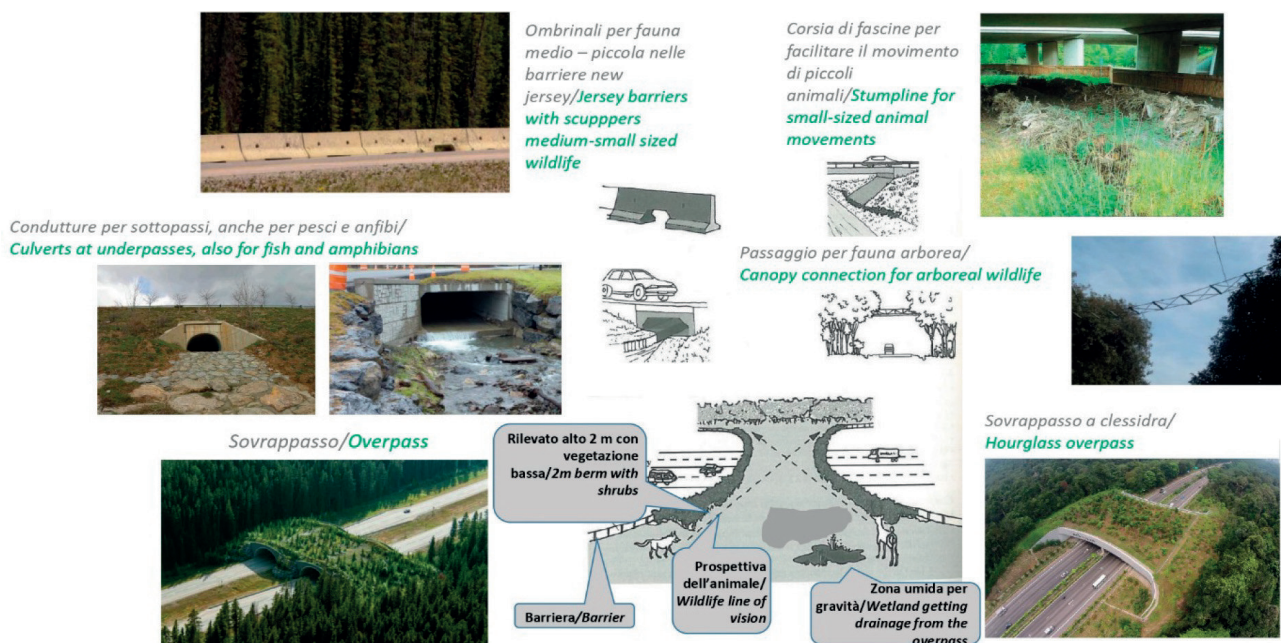 Ombrinali per fauna
medio – piccola nelle
barriere new
jersey/Jersey barriers
with scupppers
medium-small sized
wildlife
Corsia di fascine per
facilitare il movimento
di piccoli
animali/Stumpline for
small-sized animal
movements
Condutture per sottopassi, anche per pesci e anfibi/
Culverts at underpasses, also for fish and amphibians
Passaggio per fauna arborea/
Canopy connection for arboreal wildlife
Sovrappasso/Overpass
Rilevato alto 2 m con
vegetazione
bassa/2m berm with
shrubs
Sovrappasso a clessidra/
Hourglass overpass
Barriera/Barrier
Prospettiva
dell'animale/
Wildlife line of
vision
Zona umida per
gravità/Wetland getting
drainage from the
overpass